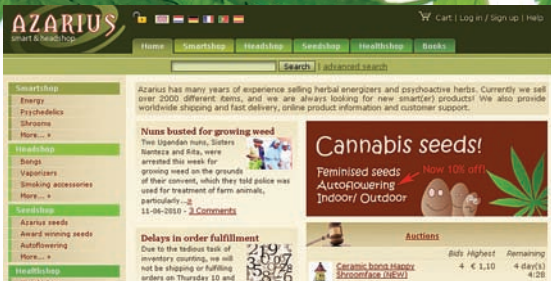 AZARIUS
smart & headshop
Cart | Log in / Sign up | Help
Home Smartshop Headshop Seedshop Healthshop Books
Search | advanced search
Smartshop
Energy
Psychedelics
Shrooms
More... »
Headshop
Bongs
Vaporizers
Smoking accessories
More... »
Seedshop
Azarius seeds
Award winning seeds
Autoflowering
More... »
Healthshop
Azarius has many years of experience selling herbal energizers and psychoactive herbs. Currently we sell
over 2000 different items, and we are always looking for new smart(er) products! We also provide
worldwide shipping and fast delivery, online product information and customer support.
Nuns busted for growing weed
Two Ugandan nuns, Sisters
Nanteza and Rita, were
arrested this week for
growing weed on the grounds
of their convent, which they told police was
used for treatment of farm animals,
particularly...»
11-06-2010 - 3 Comments
Delays in order fulfillment
Due to the tedious task of
inventory counting, we will
not be shipping or fulfilling
orders on Thursday 10 and
Cannabis seeds!
Feminised seeds
Autoflowering
Indoor/ Outdoor
Now 10% off!
Auctions
Bids Highest Remaining
Ceramic bong Happy
Shroomface (NEW)
4 € 1,10 4 day(s)
4:28